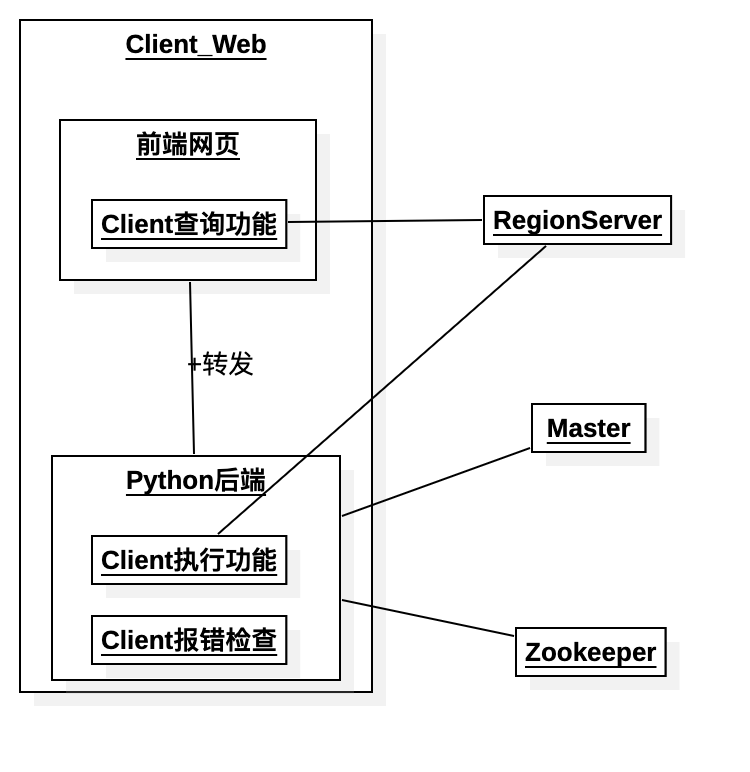 Client_Web
前端网页
Client查询功能
RegionServer
+转发
Master
Python后端
Client执行功能
Client报错检查
Zookeeper